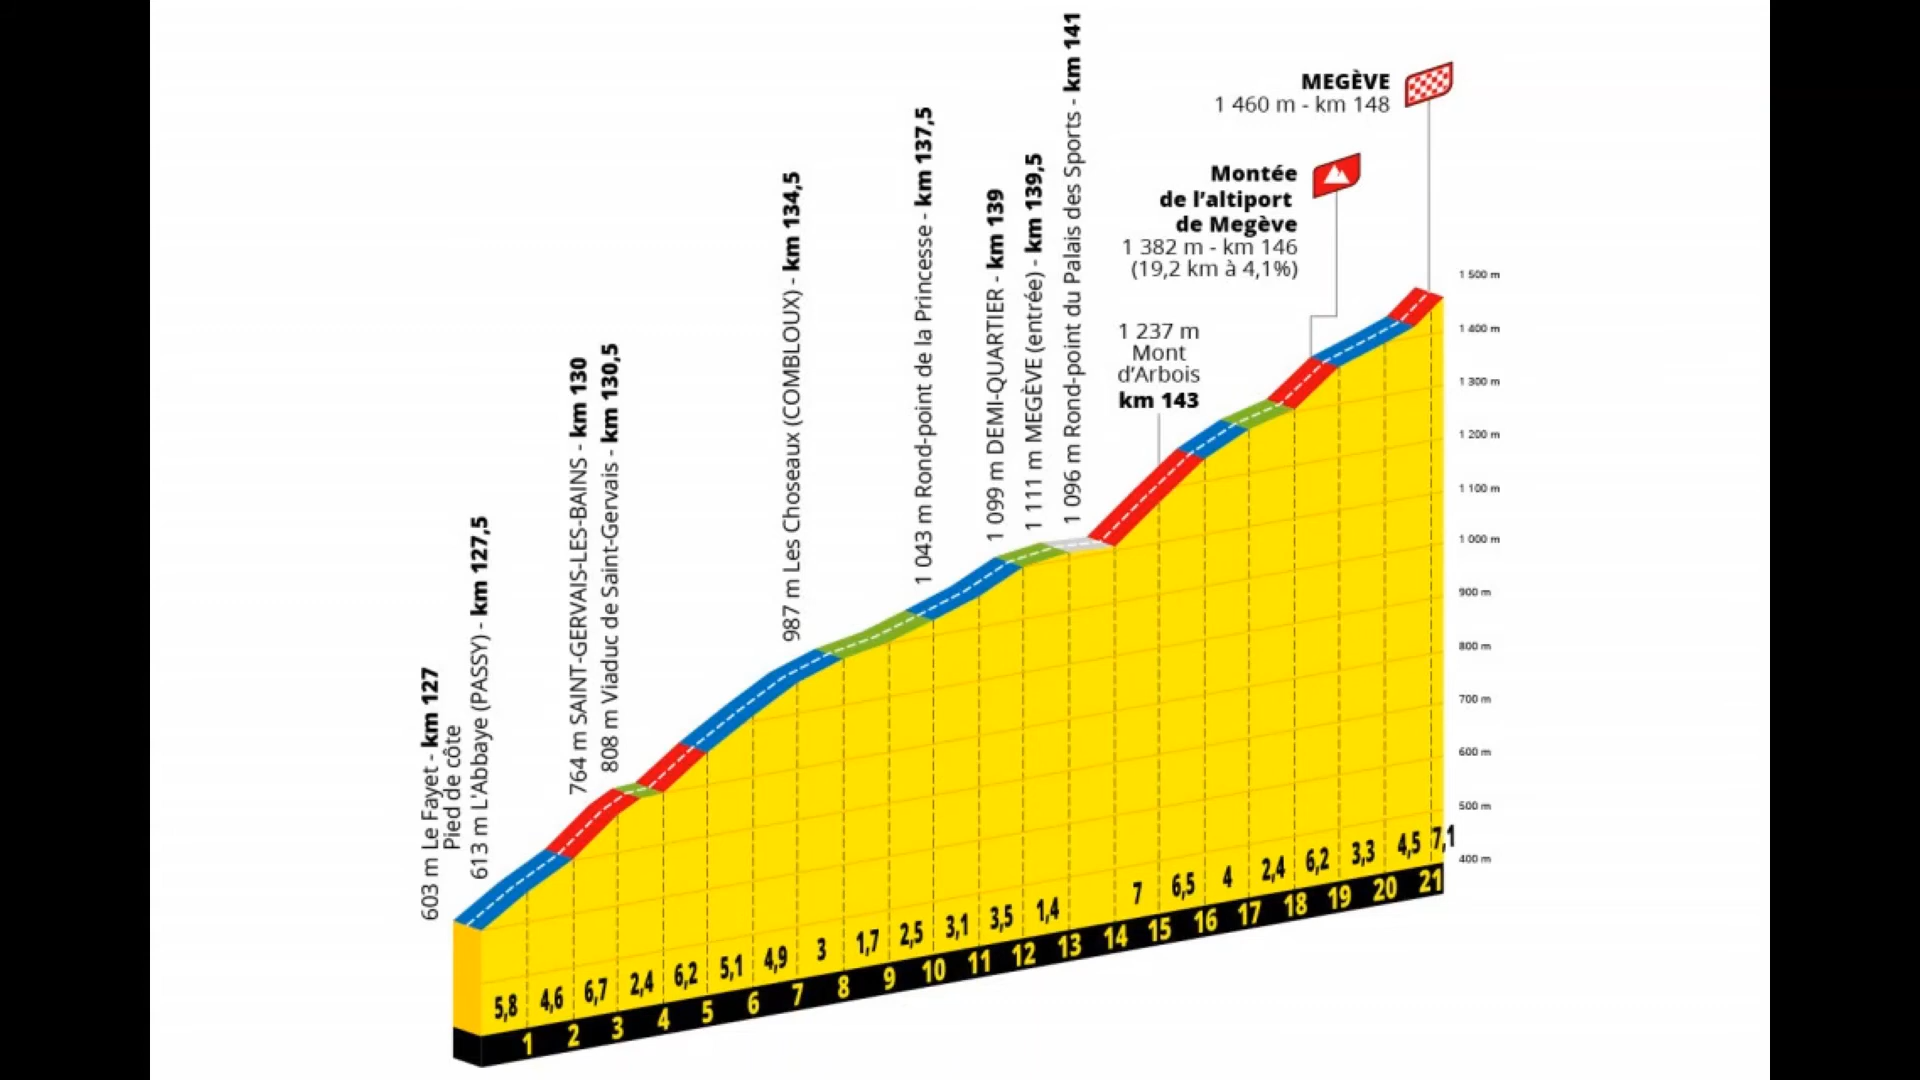 603 m Le Fayet - km 127
Pied de côte
613 m L'Abbaye (PASSY) - km 127,5
764 m SAINT-GERVAIS-LES-BAINS - km 130
808 m Viaduc de Saint-Gervais - km 130,5
987 m Les Choseaux (COMBLOUX) - km 134,5
1 043 m Rond-point de la Princesse - km 137,5
1 099 m DEMI-QUARTIER - km 139
1 111 m MEGÈVE (entrée) - km 139,5
1 096 m Rond-point du Palais des Sports - km 141
1 237 m
Mont
d'Arbois
km 143
Montée
de l'altiport
de Megève
1 382 m - km 146
(19,2 km à 4,1%)
MEGÈVE
1 460 m - km 148
1 500 m
1 400 m
1 300 m
1 200 m
1 100 m
1 000 m
900 m
800 m
700 m
600 m
500 m
400 m
5,8 4,6 6,7 2,4 6,2 5,1 4,9 3 1,7 2,5 3,1 3,5 1,4 7 6,5 4 2,4 6,2 3,3 4,5 7,1
1 2 3 4 5 6 7 8 9 10 11 12 13 14 15 16 17 18 19 20 21